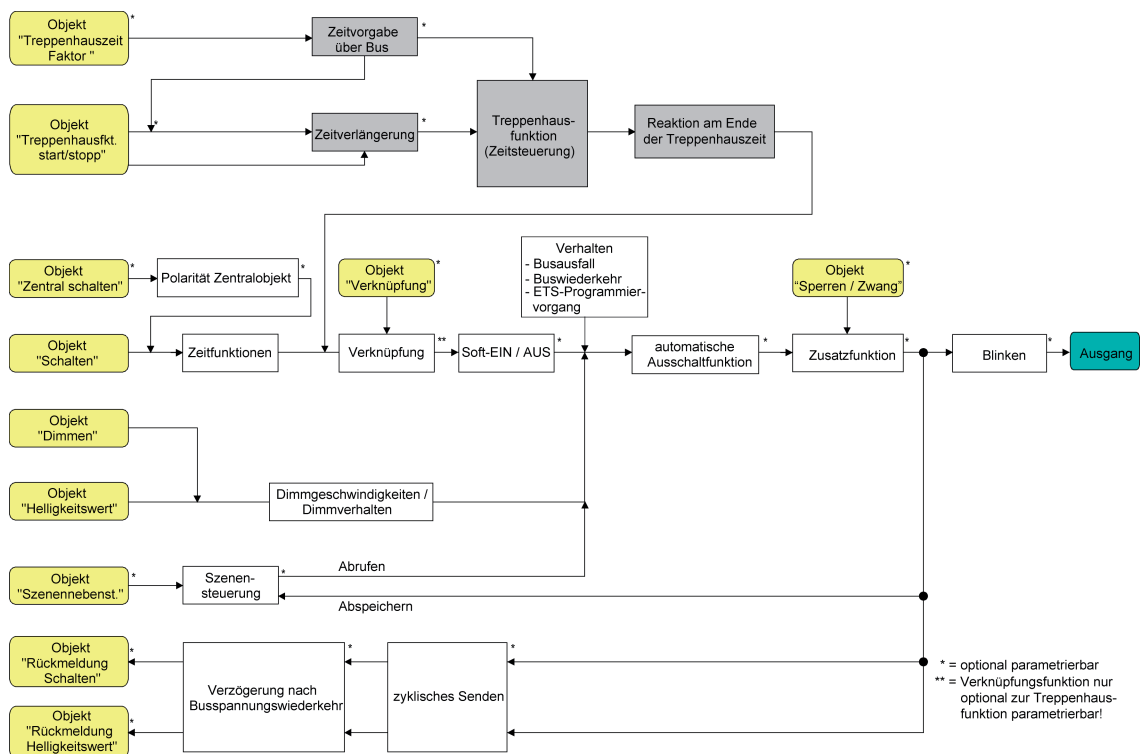 Objekt
"Treppenhauszeit
Faktor "
*
Zeitvorgabe
über Bus
*
Objekt
"Treppenhausfkt.
start/stopp"
*
Zeitverlängerung
*
Treppenhaus-
funktion
(Zeitsteuerung)
Reaktion am Ende
der Treppenhauszeit
Objekt
"Zentral schalten"
*
Polarität Zentralobjekt
*
Objekt
"Verknüpfung"
*
Verhalten
- Busausfall
- Buswiederkehr
- ETS-Programmier-
vorgang
Objekt
“Sperren / Zwang”
*
Objekt
"Schalten"
Zeitfunktionen
Verknüpfung
**
Soft-EIN / AUS
*
automatische
Ausschaltfunktion
*
Zusatzfunktion
*
Blinken
*
Ausgang
Objekt
"Dimmen"
Objekt
"Helligkeitswert"
Dimmgeschwindigkeiten /
Dimmverhalten
Objekt
"Szenennebenst."
*
Szenen-
steuerung
*
Abrufen
Abspeichern
Objekt
"Rückmeldung
Schalten"
*
Objekt
"Rückmeldung
Helligkeitswert"
*
Verzögerung nach
Busspannungswiederkehr
*
zyklisches Senden
*
* = optional parametrierbar
** = Verknüpfungsfunktion nur
optional zur Treppenhaus-
funktion parametrierbar!